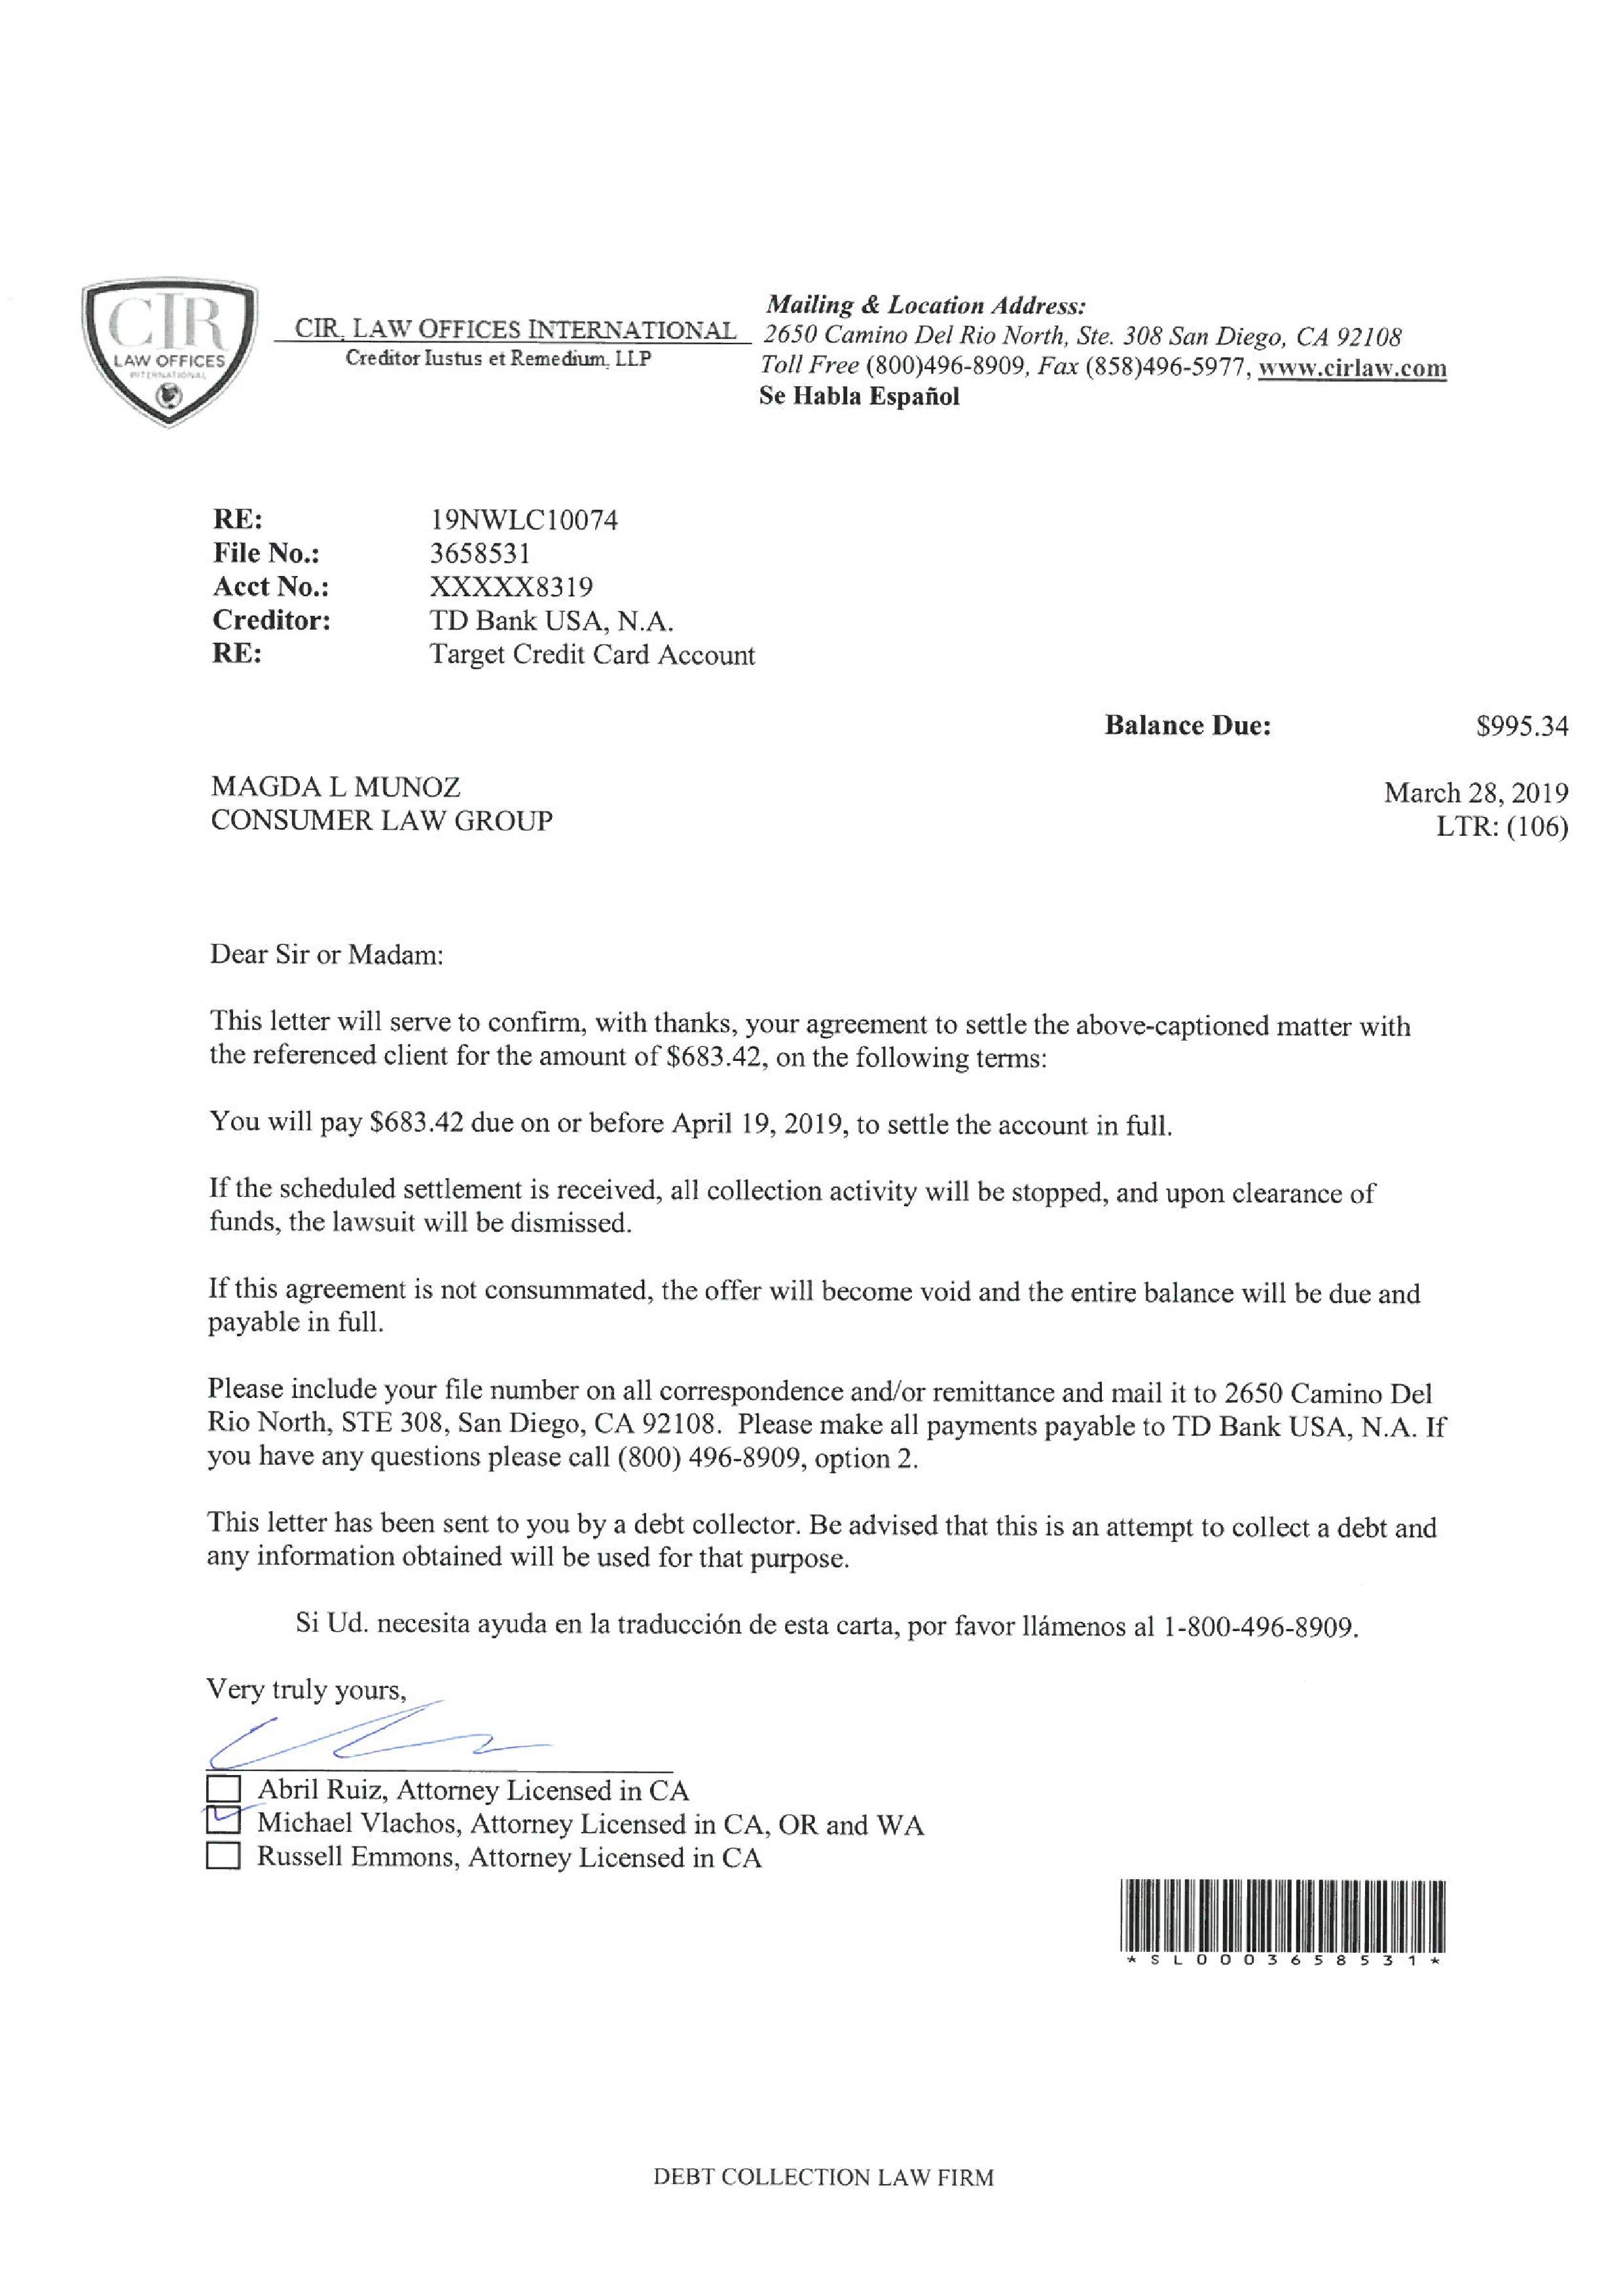 CIR
LAW OFFICES
INTERNATIONAL
CIR, LAW OFFICES INTERNATIONAL
Creditor Iustus et Remedium, LLP
Mailing & Location Address:
2650 Camino Del Rio North, Ste. 308 San Diego, CA 92108
Toll Free (800)496-8909, Fax (858)496-5977, www.cirlaw.com
Se Habla Español
RE: 19NWLC10074
File No.: 3658531
Acct No.: XXXXX8319
Creditor: TD Bank USA, N.A.
RE: Target Credit Card Account
Balance Due: $995.34
MAGDA L MUNOZ
CONSUMER LAW GROUP
March 28, 2019
LTR: (106)
Dear Sir or Madam:
This letter will serve to confirm, with thanks, your agreement to settle the above-captioned matter with
the referenced client for the amount of $683.42, on the following terms:
You will pay $683.42 due on or before April 19, 2019, to settle the account in full.
If the scheduled settlement is received, all collection activity will be stopped, and upon clearance of
funds, the lawsuit will be dismissed.
If this agreement is not consummated, the offer will become void and the entire balance will be due and
payable in full.
Please include your file number on all correspondence and/or remittance and mail it to 2650 Camino Del
Rio North, STE 308, San Diego, CA 92108. Please make all payments payable to TD Bank USA, N.A. If
you have any questions please call (800) 496-8909, option 2.
This letter has been sent to you by a debt collector. Be advised that this is an attempt to collect a debt and
any information obtained will be used for that purpose.
Si Ud. necesita ayuda en la traducción de esta carta, por favor llámenos al 1-800-496-8909.
Very truly yours,
Abril Ruiz, Attorney Licensed in CA
Michael Vlachos, Attorney Licensed in CA, OR and WA
Russell Emmons, Attorney Licensed in CA
*SL0003658531*
DEBT COLLECTION LAW FIRM